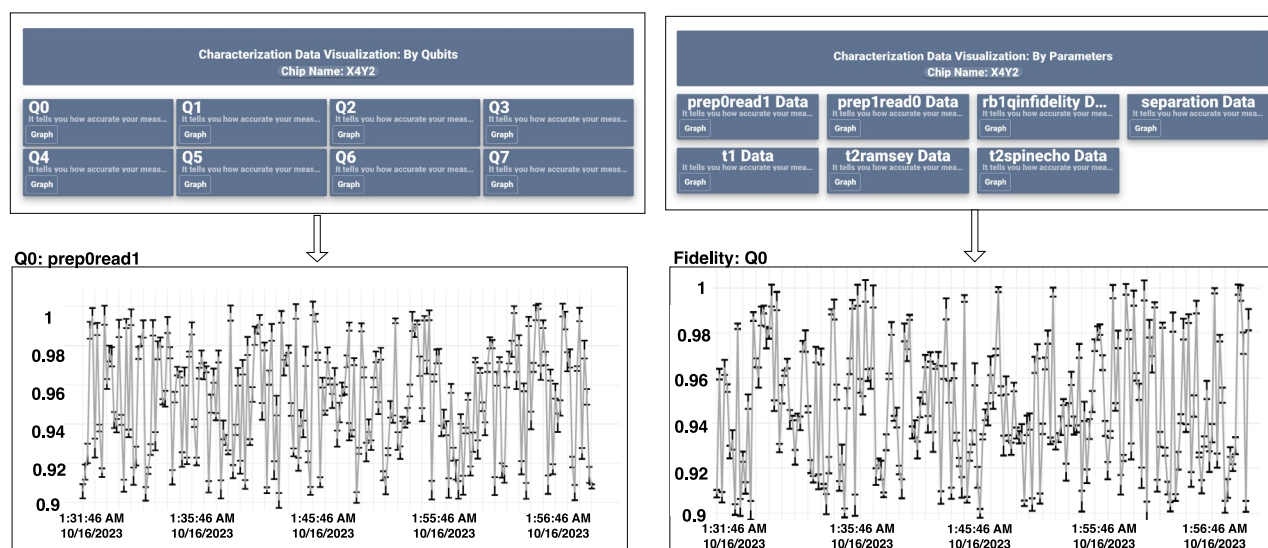 Characterization Data Visualization: By Qubits
Chip Name: X4Y2
Q0
It tells you how accurate your meas...
Graph
Q1
It tells you how accurate your meas...
Graph
Q2
It tells you how accurate your meas...
Graph
Q3
It tells you how accurate your meas...
Graph
Q4
It tells you how accurate your meas...
Graph
Q5
It tells you how accurate your meas...
Graph
Q6
It tells you how accurate your meas...
Graph
Q7
It tells you how accurate your meas...
Graph
Characterization Data Visualization: By Parameters
Chip Name: X4Y2
prep0read1 Data
It tells you how accurate your mea...
Graph
prep1read0 Data
It tells you how accurate your mea...
Graph
rb1qinfidelity D...
It tells you how accurate your mea...
Graph
separation Data
It tells you how accurate your mea...
Graph
t1 Data
It tells you how accurate your mea...
Graph
t2ramsey Data
It tells you how accurate your mea...
Graph
t2spinecho Data
It tells you how accurate your mea...
Graph
Q0: prep0read1
1
0.98
0.96
0.94
0.92
0.9
1:31:46 AM 1:35:46 AM 1:45:46 AM 1:55:46 AM 1:56:46 AM
10/16/2023 10/16/2023 10/16/2023 10/16/2023 10/16/2023
Fidelity: Q0
1
0.98
0.96
0.94
0.92
0.9
1:31:46 AM 1:35:46 AM 1:45:46 AM 1:55:46 AM 1:56:46 AM
10/16/2023 10/16/2023 10/16/2023 10/16/2023 10/16/2023